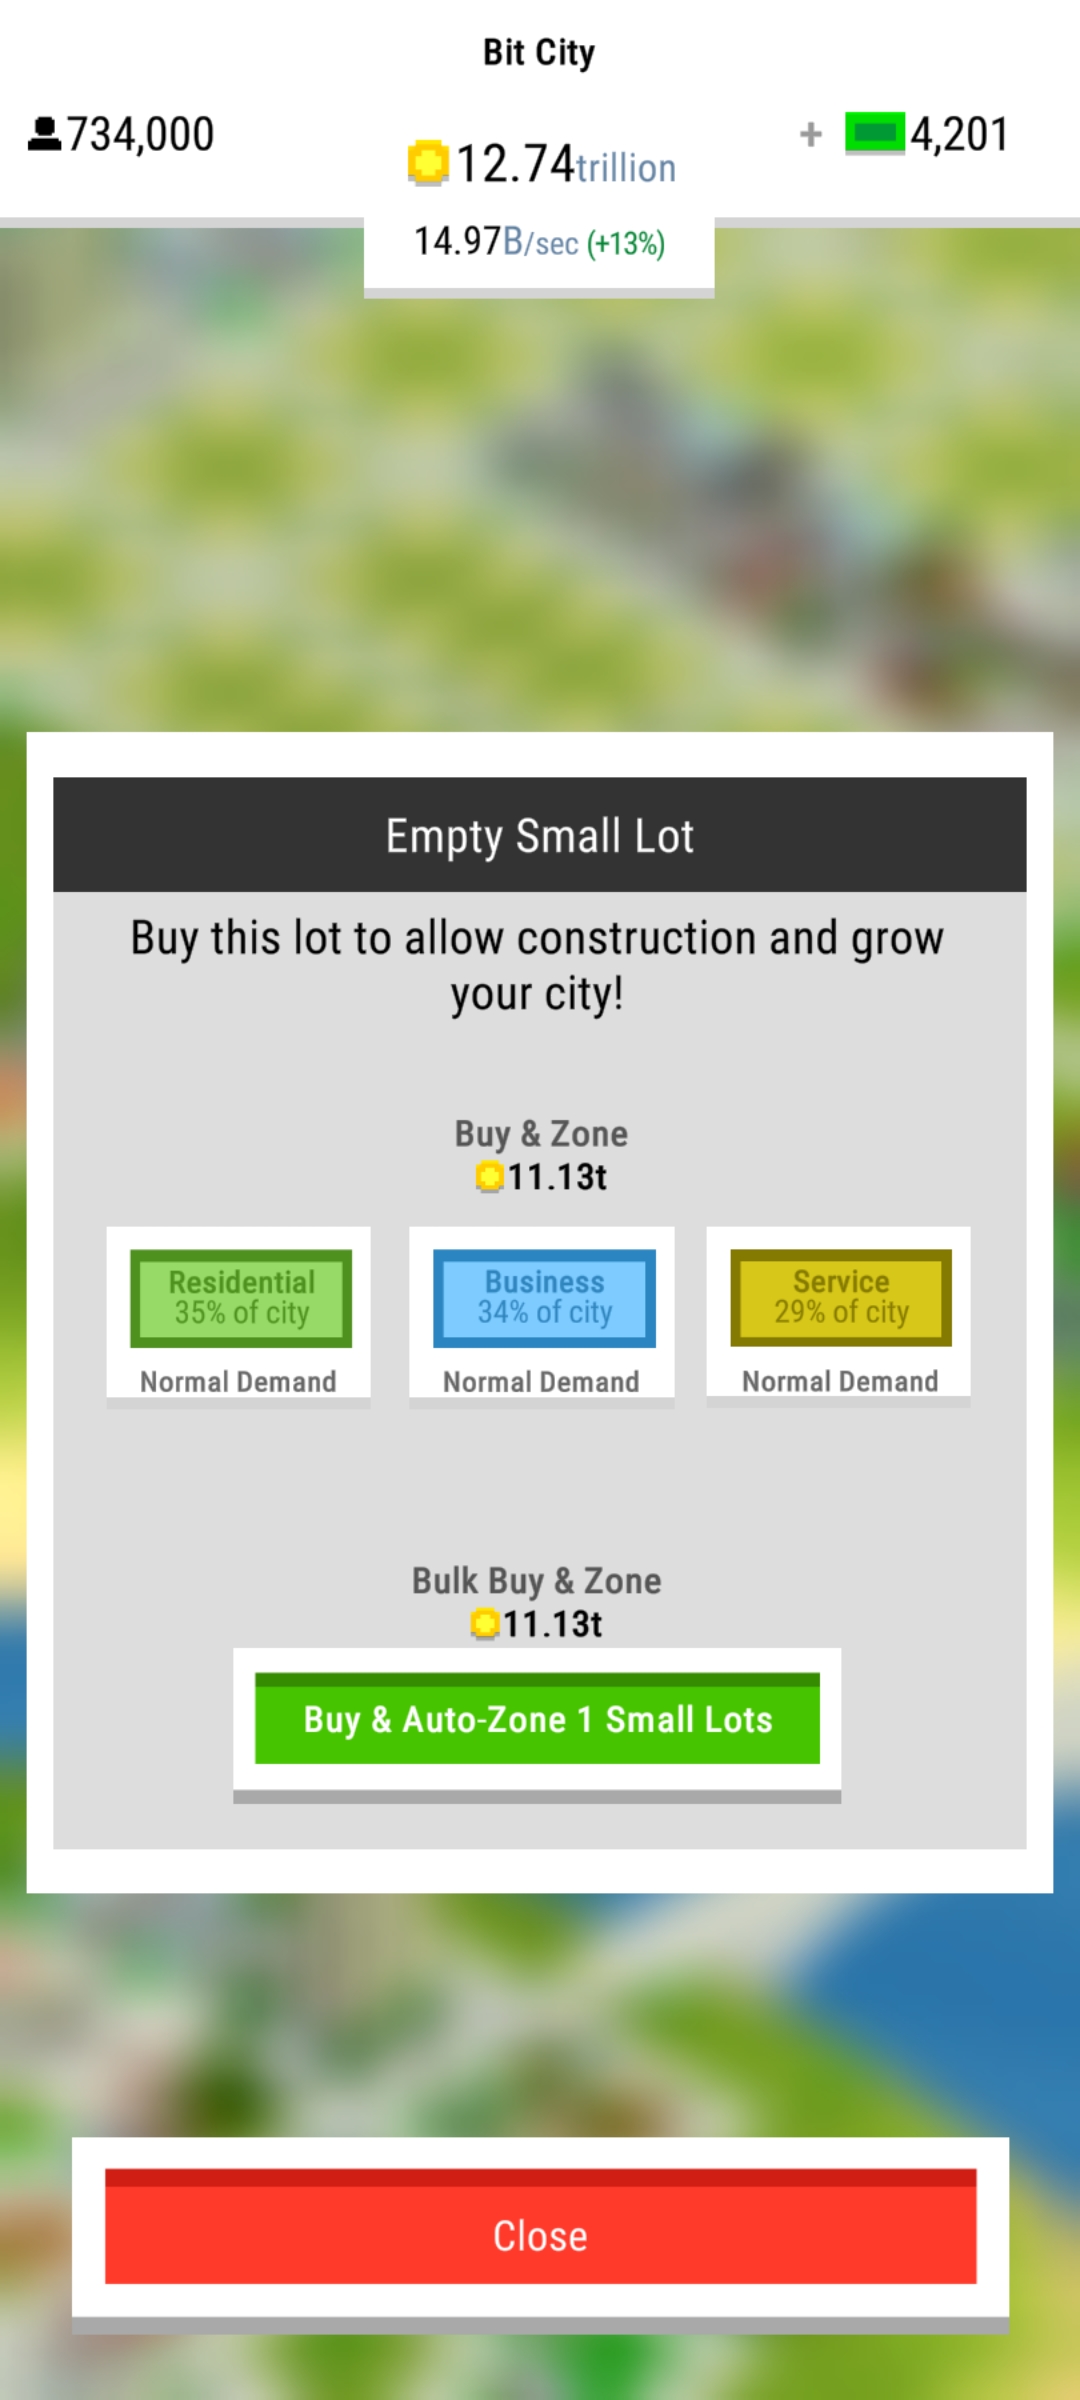 Bit City
734,000
12.74trillion
+ 4,201
14.97B/sec (+13%)
Empty Small Lot
Buy this lot to allow construction and grow
your city!
Buy & Zone
11.13t
Residential
35% of city
Normal Demand
Business
34% of city
Normal Demand
Service
29% of city
Normal Demand
Bulk Buy & Zone
11.13t
Buy & Auto-Zone 1 Small Lots
Close